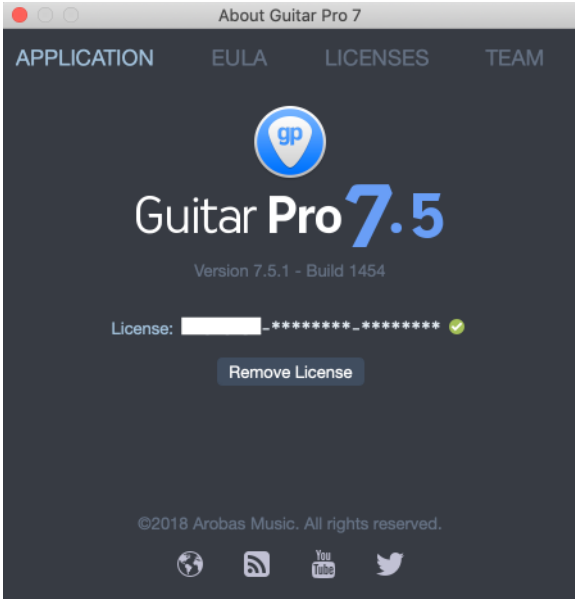 About Guitar Pro 7
APPLICATION EULA LICENSES TEAM
gp
Guitar Pro 7.5
Version 7.5.1 - Build 1454
License: -********-********
Remove License
©2018 Arobas Music. All rights reserved.
You
Tube